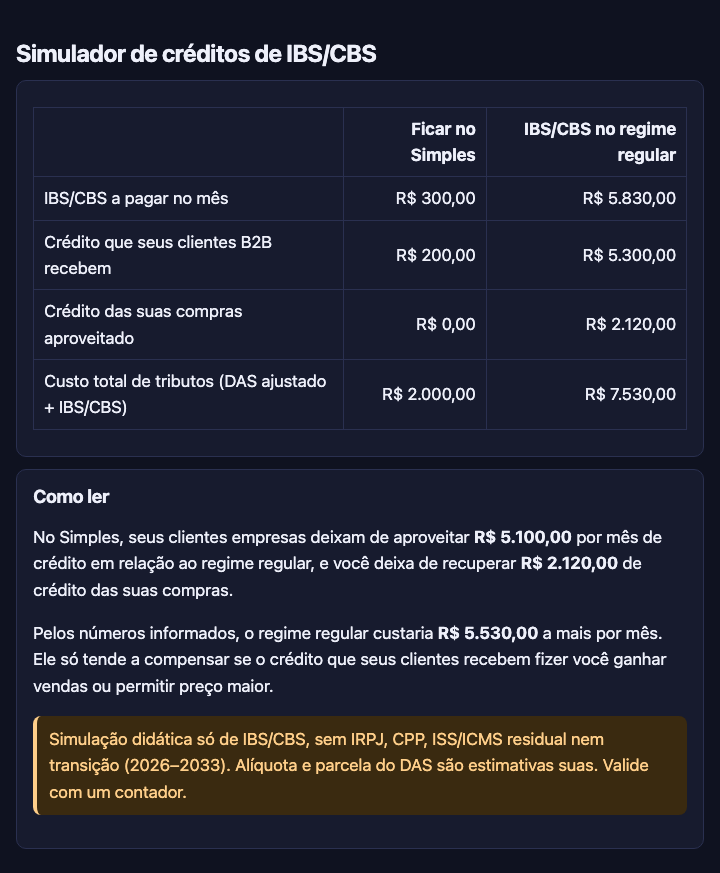 Simulador de créditos de IBS/CBS
Ficar no
Simples
IBS/CBS no regime
regular
IBS/CBS a pagar no mês
R$ 300,00
R$ 5.830,00
Crédito que seus clientes B2B
recebem
R$ 200,00
R$ 5.300,00
Crédito das suas compras
aproveitado
R$ 0,00
R$ 2.120,00
Custo total de tributos (DAS ajustado
+ IBS/CBS)
R$ 2.000,00
R$ 7.530,00
Como ler
No Simples, seus clientes empresas deixam de aproveitar R$ 5.100,00 por mês de
crédito em relação ao regime regular, e você deixa de recuperar R$ 2.120,00 de
crédito das suas compras.
Pelos números informados, o regime regular custaria R$ 5.530,00 a mais por mês.
Ele só tende a compensar se o crédito que seus clientes recebem fizer você ganhar
vendas ou permitir preço maior.
Simulação didática só de IBS/CBS, sem IRPJ, CPP, ISS/ICMS residual nem
transição (2026–2033). Alíquota e parcela do DAS são estimativas suas. Valide
com um contador.